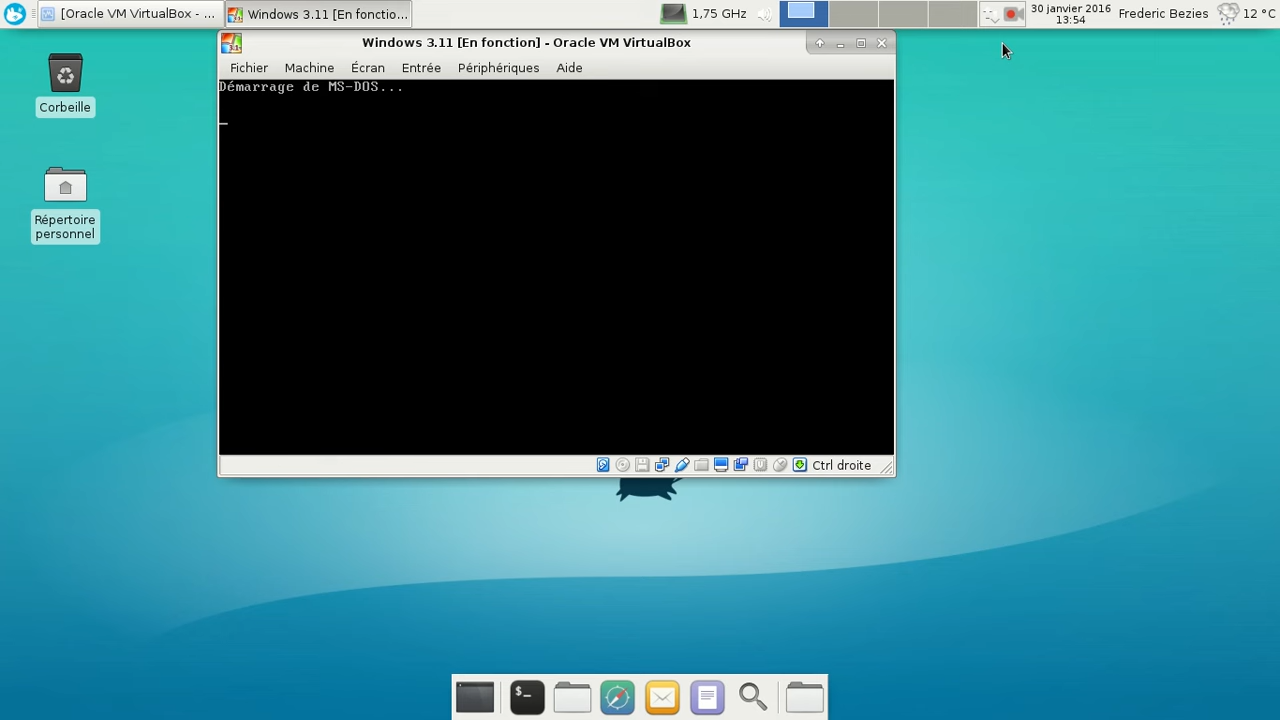 [Oracle VM VirtualBox - ...
Windows 3.11 [En fonctio...
1,75 GHz
30 janvier 2016
13:54
Frederic Bezies
12 °C
Corbeille
Répertoire
personnel
Windows 3.11 [En fonction] - Oracle VM VirtualBox
Fichier Machine Écran Entrée Périphériques Aide
Démarrage de MS-DOS...
_
Ctrl droite
$_